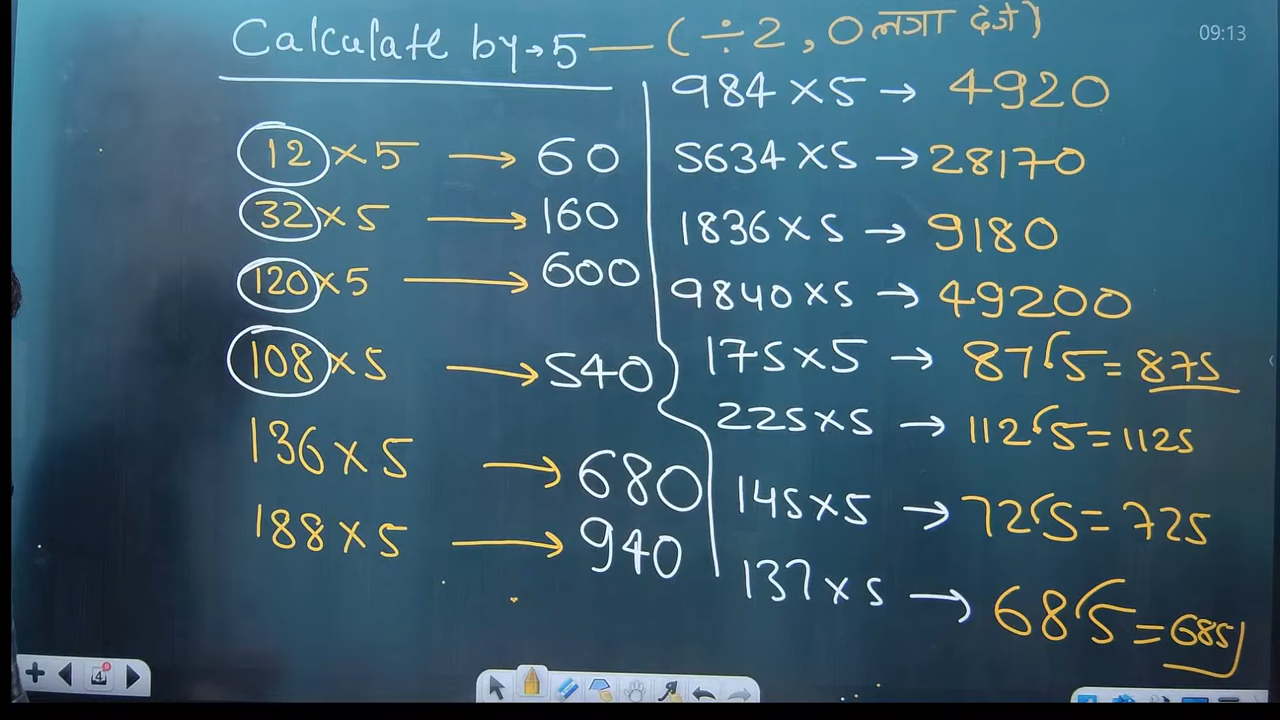 Calculate by→5 — (÷2, 0 लगा देंगे)
09:13
12×5 → 60
32×5 → 160
120×5 → 600
108×5 → 540
136×5 → 680
188×5 → 940
984×5 → 4920
5634×5 → 28170
1836×5 → 9180
9840×5 → 49200
175×5 → 87.5 = 875
225×5 → 112.5 = 1125
145×5 → 72.5 = 725
137×5 → 68.5 = 685
4